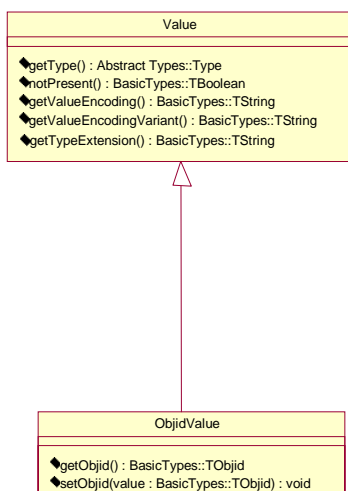 Value
getType() : Abstract Types::Type
notPresent() : BasicTypes::TBoolean
getValueEncoding() : BasicTypes::TString
getValueEncodingVariant() : BasicTypes::TString
getTypeExtension() : BasicTypes::TString
ObjidValue
getObjid() : BasicTypes::TObjid
setObjid(value : BasicTypes::TObjid) : void